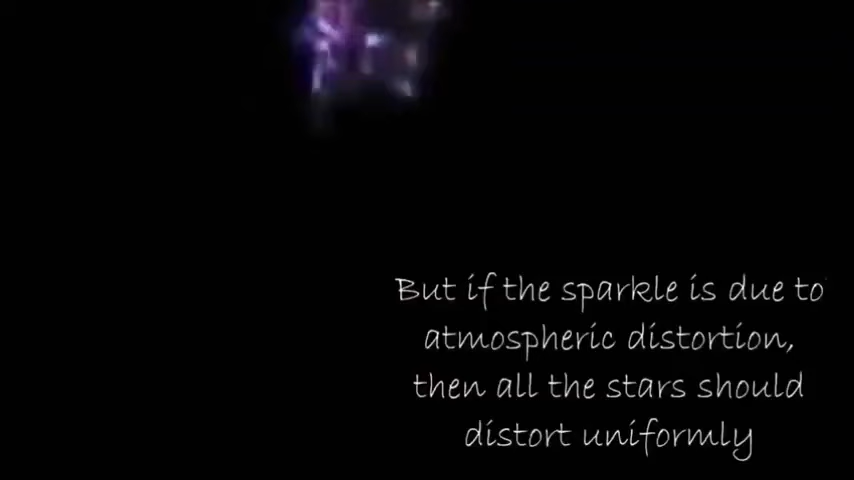 But if the sparkle is due to
atmospheric distortion,
then all the stars should
distort uniformly